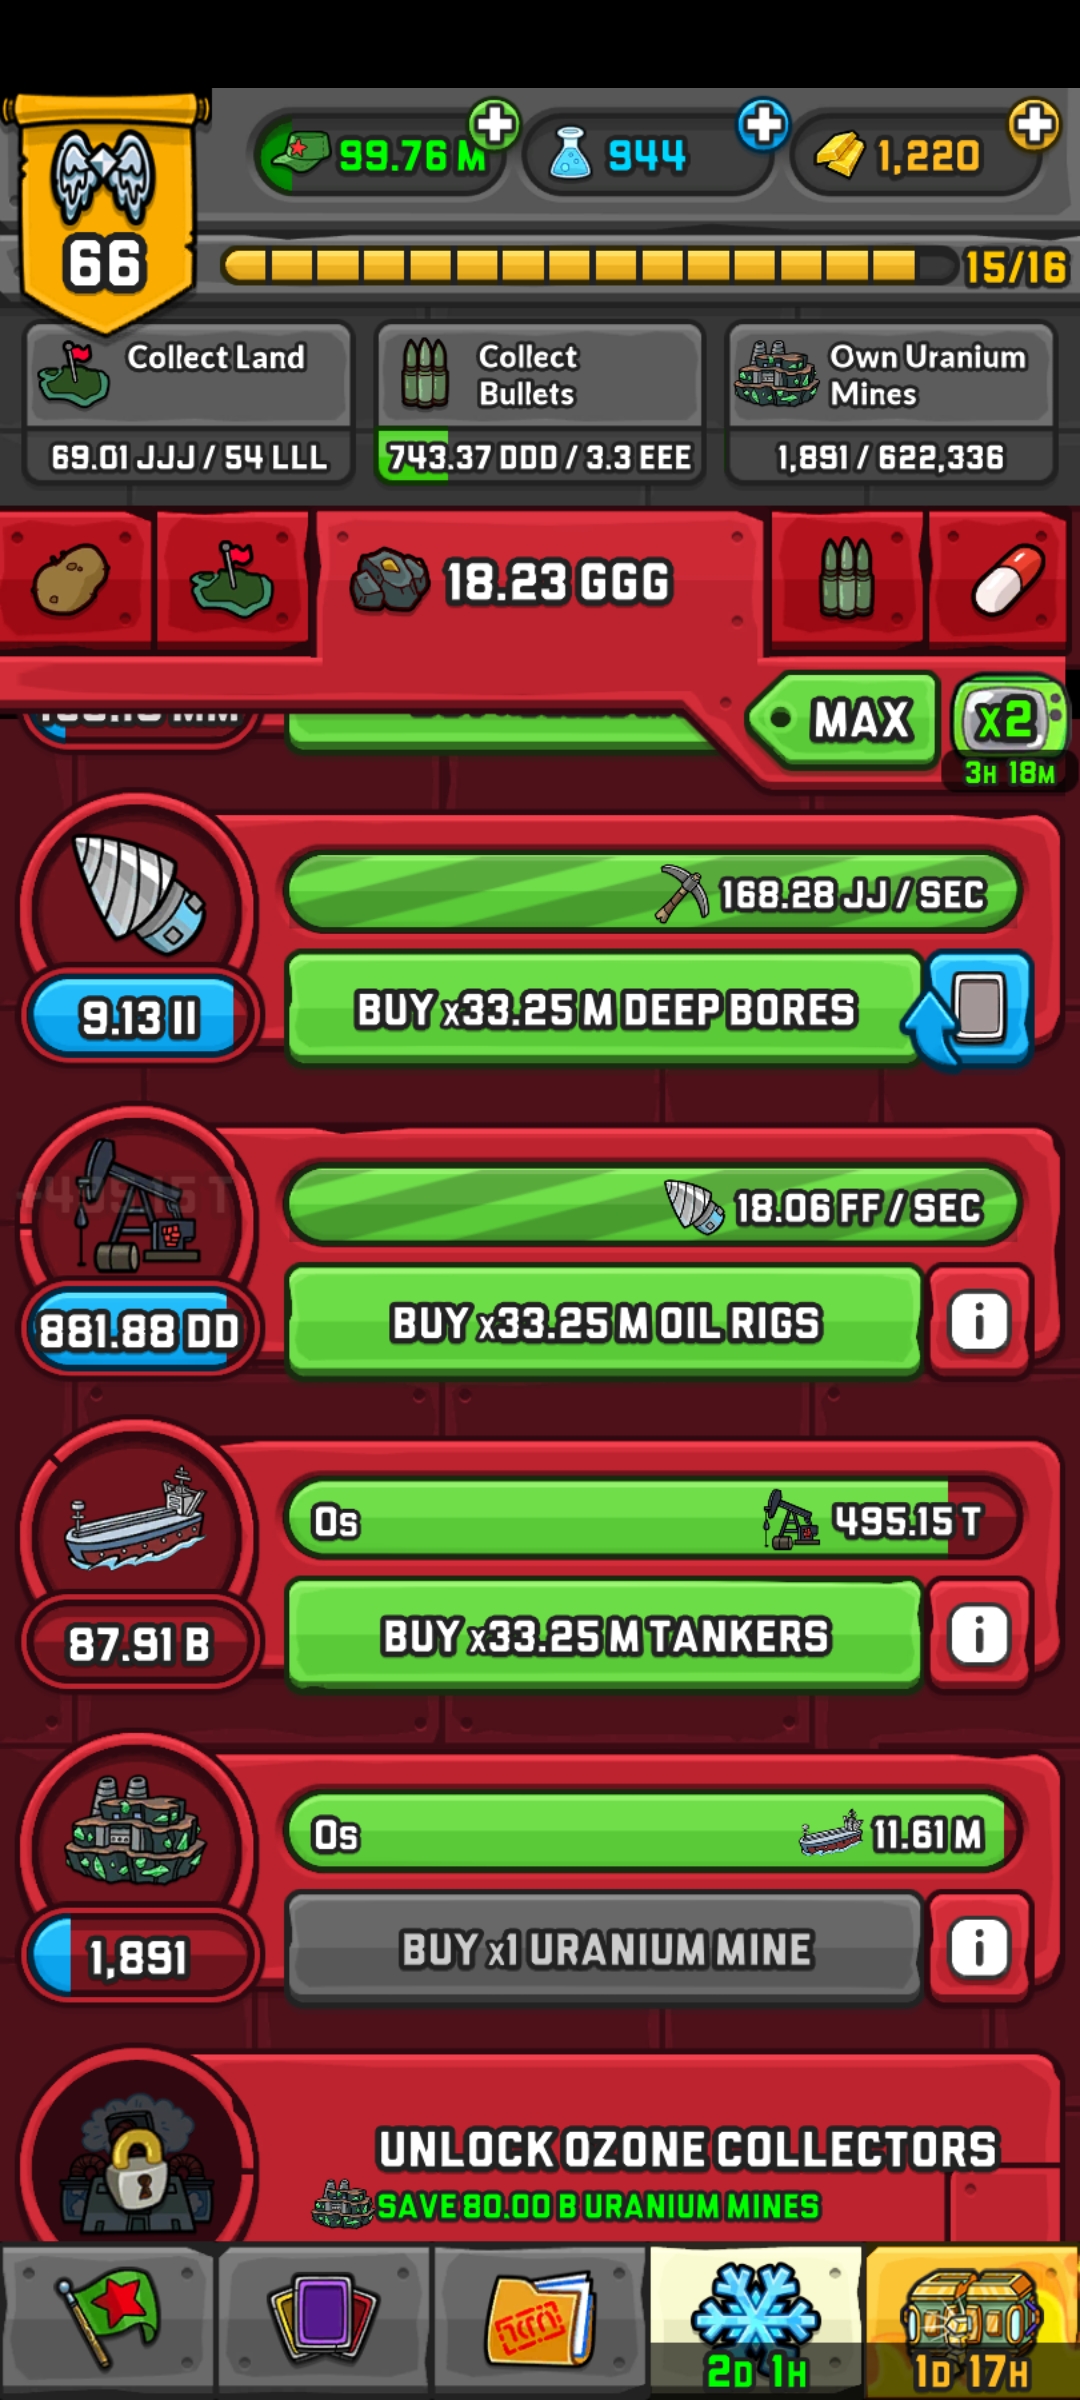 99.76 M
944
1,220
66
15/16
Collect Land
69.01 JJJ / 54 LLL
Collect
Bullets
743.37 DDD / 3.3 EEE
Own Uranium
Mines
1,891 / 622,336
18.23 GGG
MAX
x2
3H 18M
9.13 II
168.28 JJ / SEC
BUY x33.25 M DEEP BORES
881.88 DD
18.06 FF / SEC
BUY x33.25 M OIL RIGS
i
87.91 B
0s
495.15 T
BUY x33.25 M TANKERS
i
1,891
0s
11.61 M
BUY x1 URANIUM MINE
i
UNLOCK OZONE COLLECTORS
SAVE 80.00 B URANIUM MINES
2D 1H
1D 17H